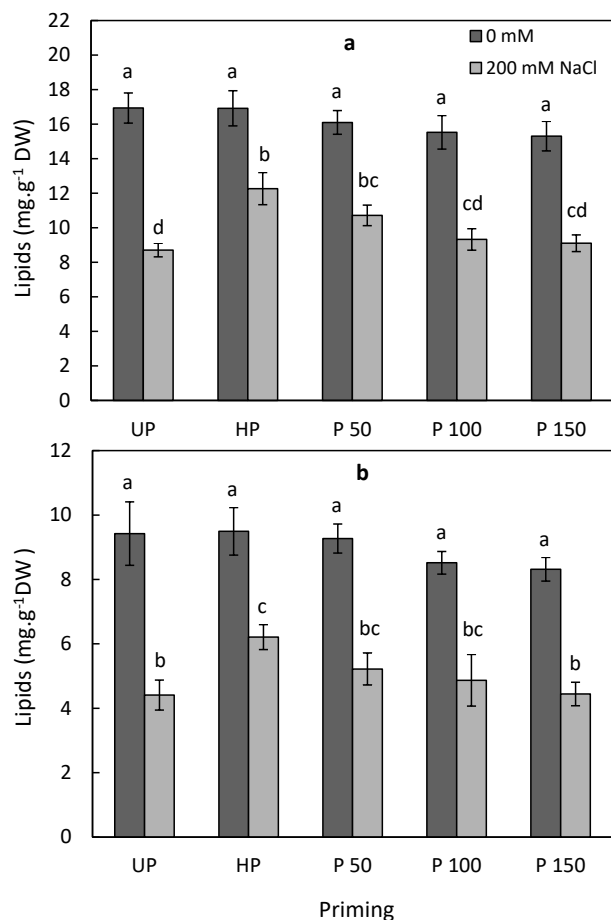 22
20
18
16
14
12
10
8
6
4
2
0
Lipids (mg.g⁻¹ DW)
a
0 mM
200 mM NaCl
a a a a a
d b bc cd cd
UP HP P 50 P 100 P 150
12
10
8
6
4
2
0
Lipids (mg.g⁻¹DW )
b
a a a a a
b c bc bc b
UP HP P 50 P 100 P 150
Priming